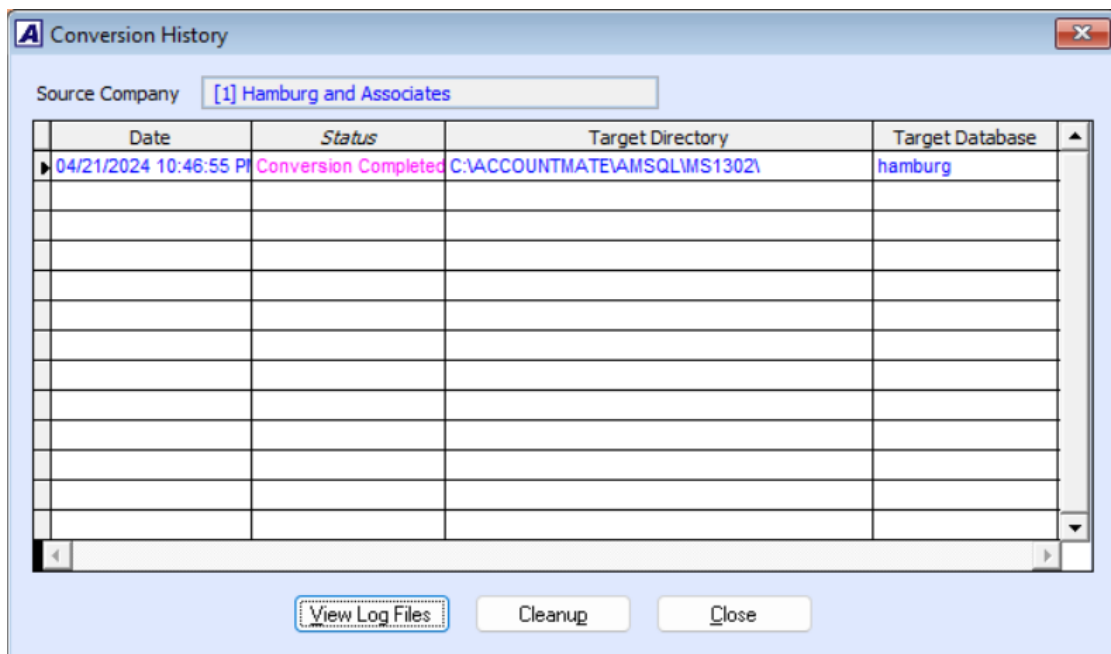 A Conversion History
Source Company [1] Hamburg and Associates
Date Status Target Directory Target Database
04/21/2024 10:46:55 PM Conversion Completed C:\ACCOUNTMATE\AMSQL\MS1302\ hamburg
View Log Files Cleanup Close